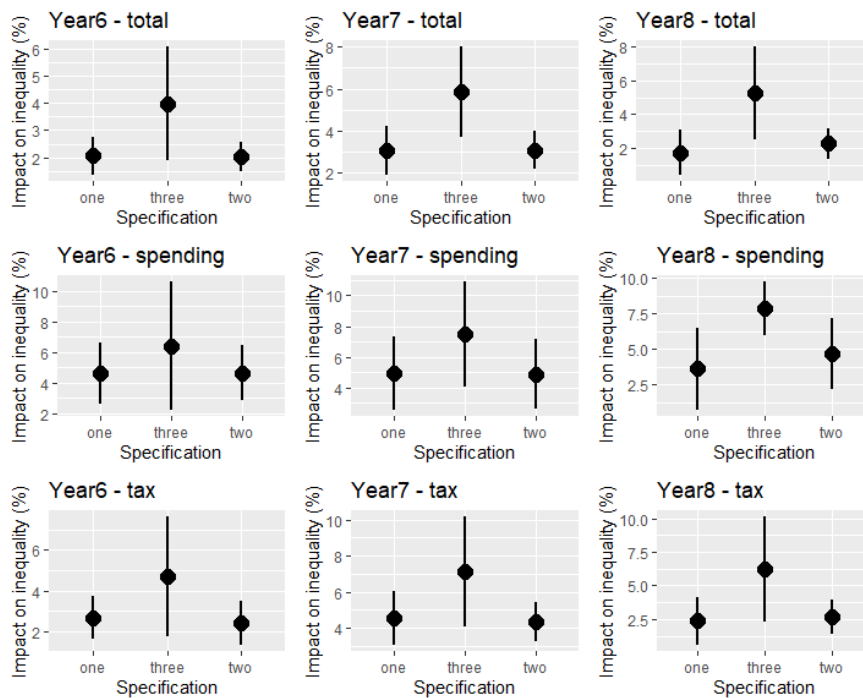 Year6 - total
Year7 - total
Year8 - total
Impact on inequality (%)
6
5
4
3
2
one three two
Specification
Impact on inequality (%)
8
6
4
2
one three two
Specification
Impact on inequality (%)
8
6
4
2
one three two
Specification
Year6 - spending
Year7 - spending
Year8 - spending
Impact on inequality (%)
10
8
6
4
2
one three two
Specification
Impact on inequality (%)
10
8
6
4
one three two
Specification
Impact on inequality (%)
10.0
7.5
5.0
2.5
one three two
Specification
Year6 - tax
Year7 - tax
Year8 - tax
Impact on inequality (%)
6
4
2
one three two
Specification
Impact on inequality (%)
10
8
6
4
one three two
Specification
Impact on inequality (%)
10.0
7.5
5.0
2.5
one three two
Specification